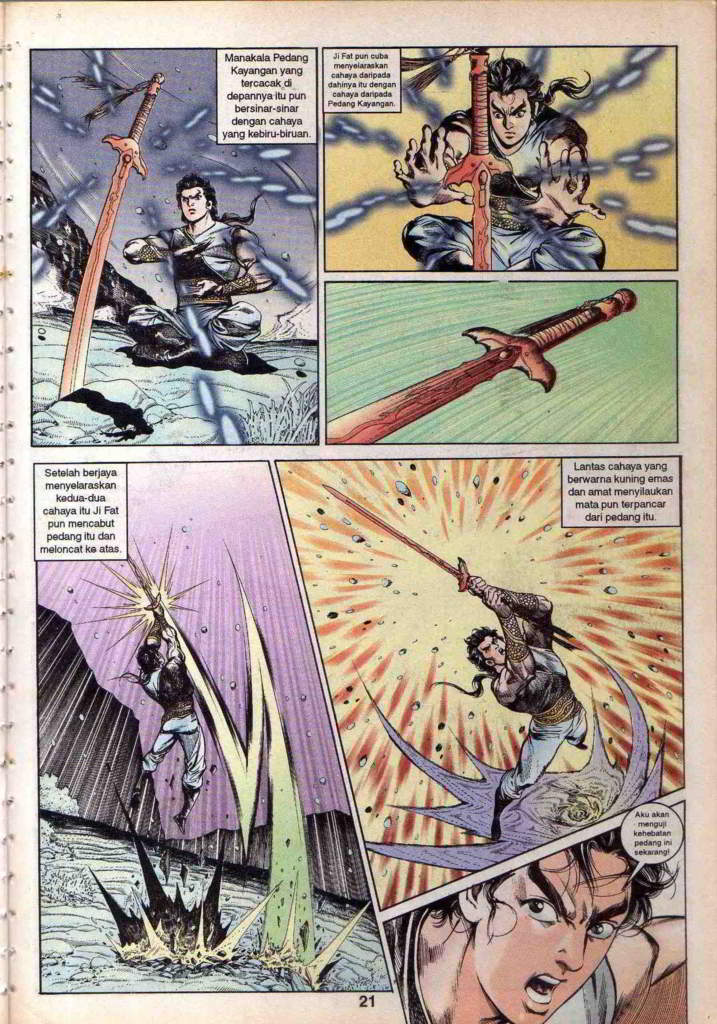 Manakala Pedang
Kayangan yang
tercacak di
depannya itu pun
bersinar-sinar
dengan cahaya
yang kebiru-biruan.
Ji Fat pun cuba
menyelaraskan
cahaya daripada
dahinya itu dengan
cahaya daripada
Pedang Kayangan.
Setelah berjaya
menyelaraskan
kedua-dua
cahaya itu Ji Fat
pun mencabut
pedang itu dan
meloncat ke atas.
Lantas cahaya yang
berwarna kuning emas
dan amat menyilaukan
mata pun terpancar
dari pedang itu.
Aku akan
menguji
kehebatan
pedang ini
sekarang!
21